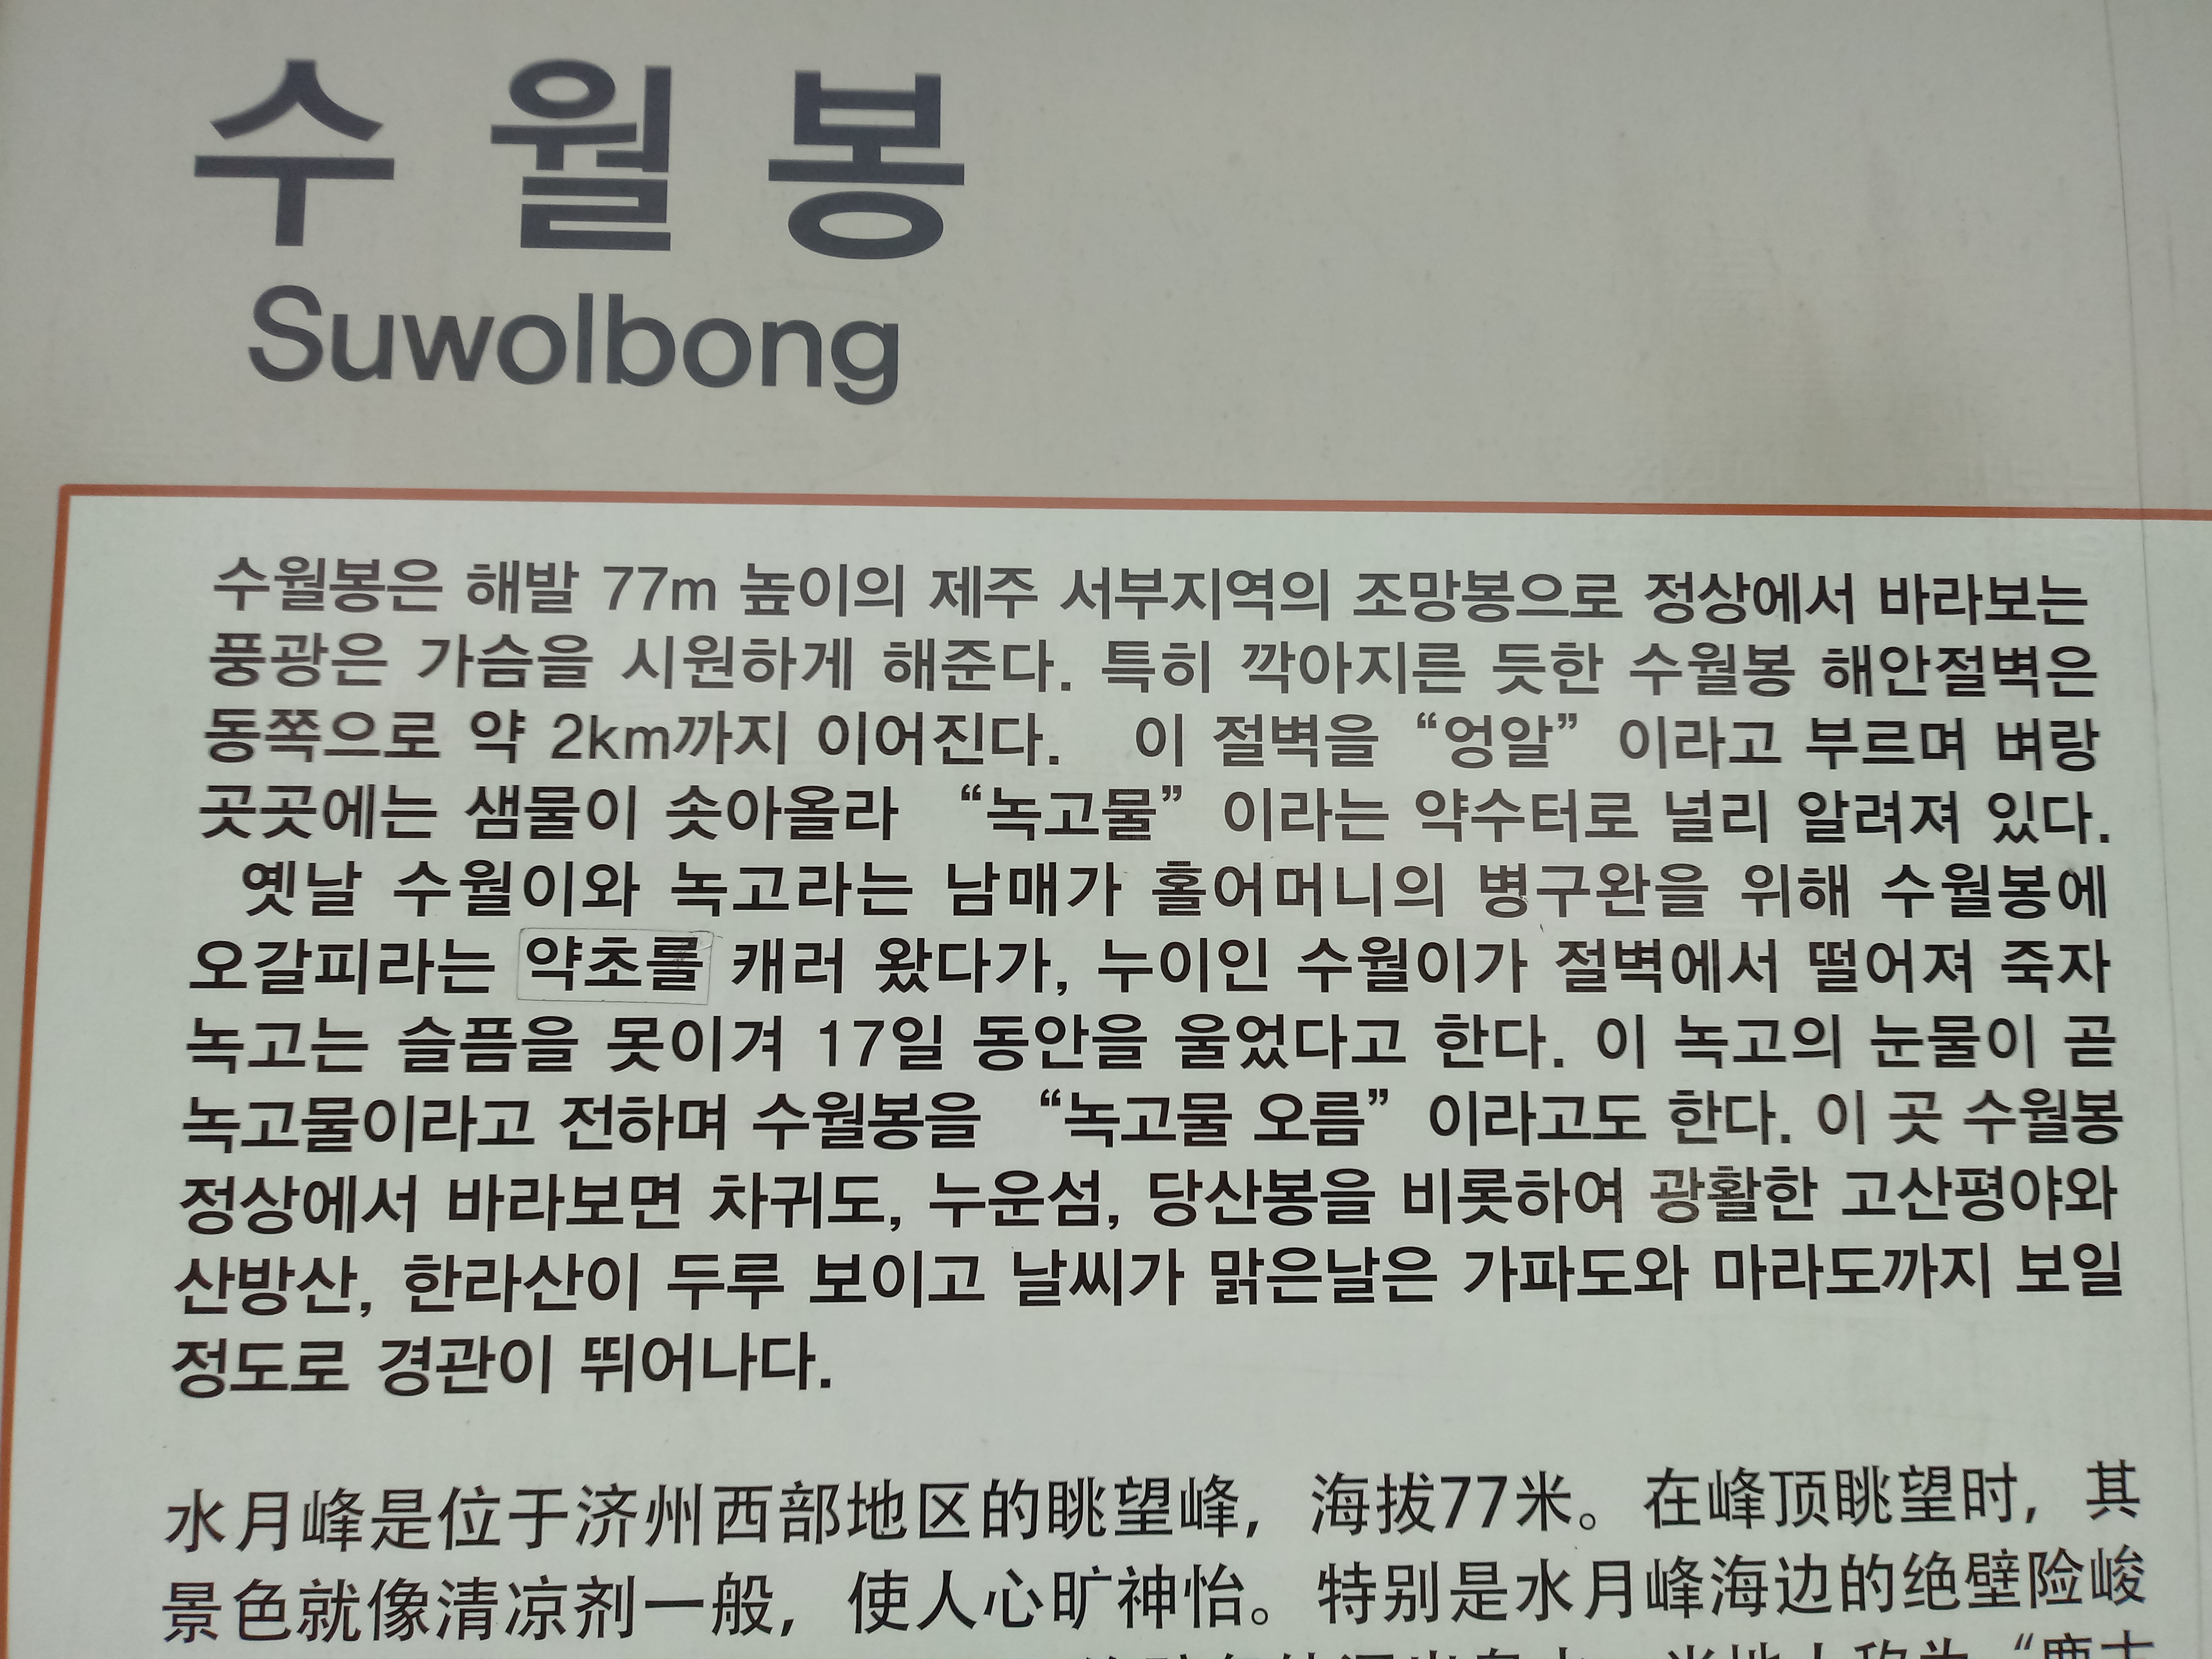 수월봉
Suwolbong
수월봉은 해발 77m 높이의 제주 서부지역의 조망봉으로 정상에서 바라보는
풍광은 가슴을 시원하게 해준다. 특히 깍아지른 듯한 수월봉 해안절벽은
동쪽으로 약 2km까지 이어진다. 이 절벽을 “엉알” 이라고 부르며 벼랑
곳곳에는 샘물이 솟아올라 “녹고물” 이라는 약수터로 널리 알려져 있다.
옛날 수월이와 녹고라는 남매가 홀어머니의 병구완을 위해 수월봉에
오갈피라는 약초를 캐러 왔다가, 누이인 수월이가 절벽에서 떨어져 죽자
녹고는 슬픔을 못이겨 17일 동안을 울었다고 한다. 이 녹고의 눈물이 곧
녹고물이라고 전하며 수월봉을 “녹고물 오름” 이라고도 한다. 이 곳 수월봉
정상에서 바라보면 차귀도, 누운섬, 당산봉을 비롯하여 광활한 고산평야와
산방산, 한라산이 두루 보이고 날씨가 맑은날은 가파도와 마라도까지 보일
정도로 경관이 뛰어나다.
水月峰是位于济州西部地区的眺望峰，海拔77米。在峰顶眺望时，其
景色就像清凉剂一般，使人心旷神怡。特别是水月峰海边的绝壁险峻